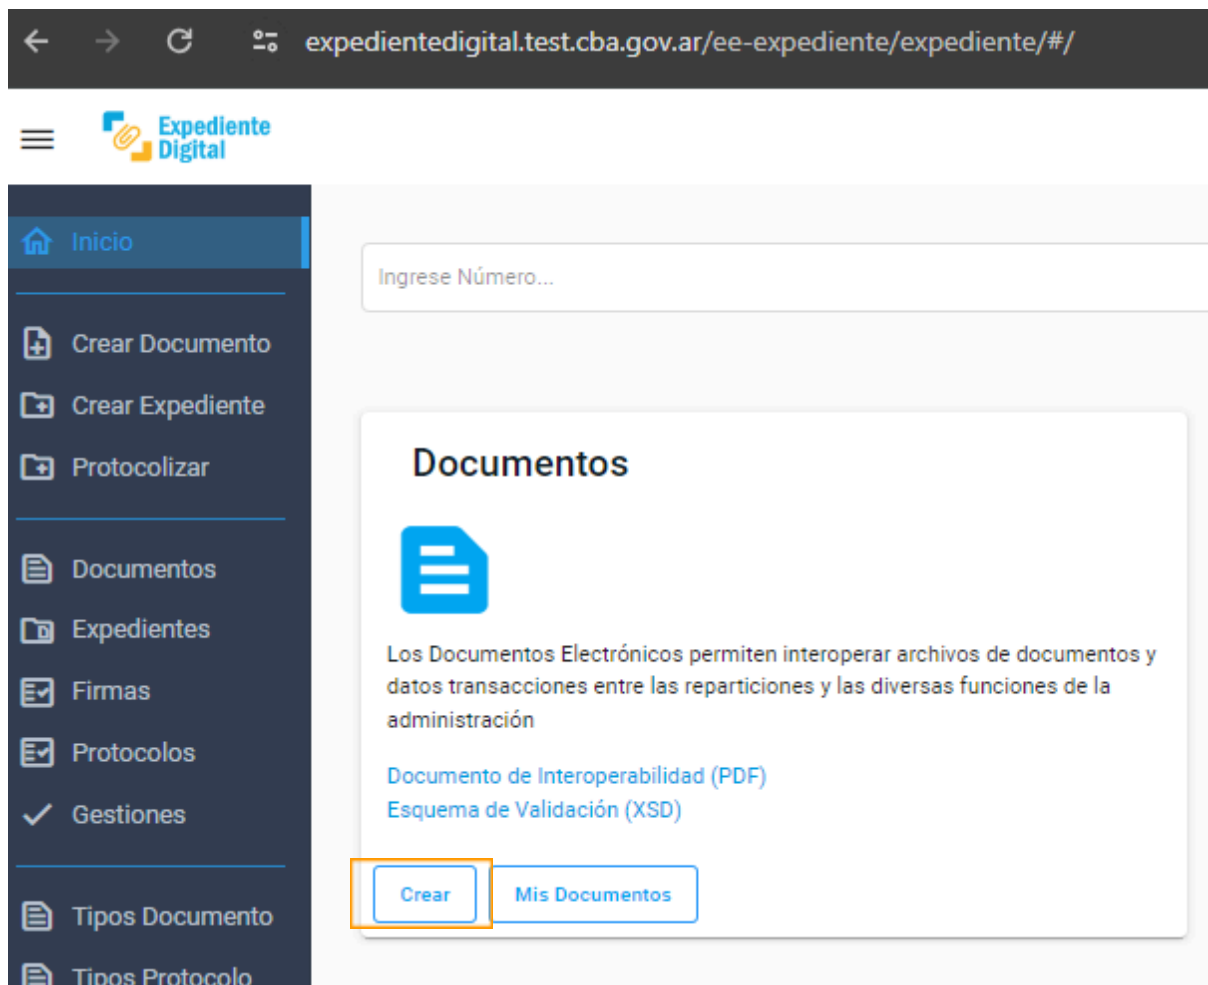 expedientedigital.test.cba.gov.ar/ee-expediente/expediente/#/
Expediente
Digital
Inicio
Crear Documento
Crear Expediente
Protocolizar
Documentos
Expedientes
Firmas
Protocolos
Gestiones
Tipos Documento
Tipos Protocolo
Ingrese Número...
Documentos
Los Documentos Electrónicos permiten interoperar archivos de documentos y
datos transacciones entre las reparticiones y las diversas funciones de la
administración
Documento de Interoperabilidad (PDF)
Esquema de Validación (XSD)
Crear
Mis Documentos